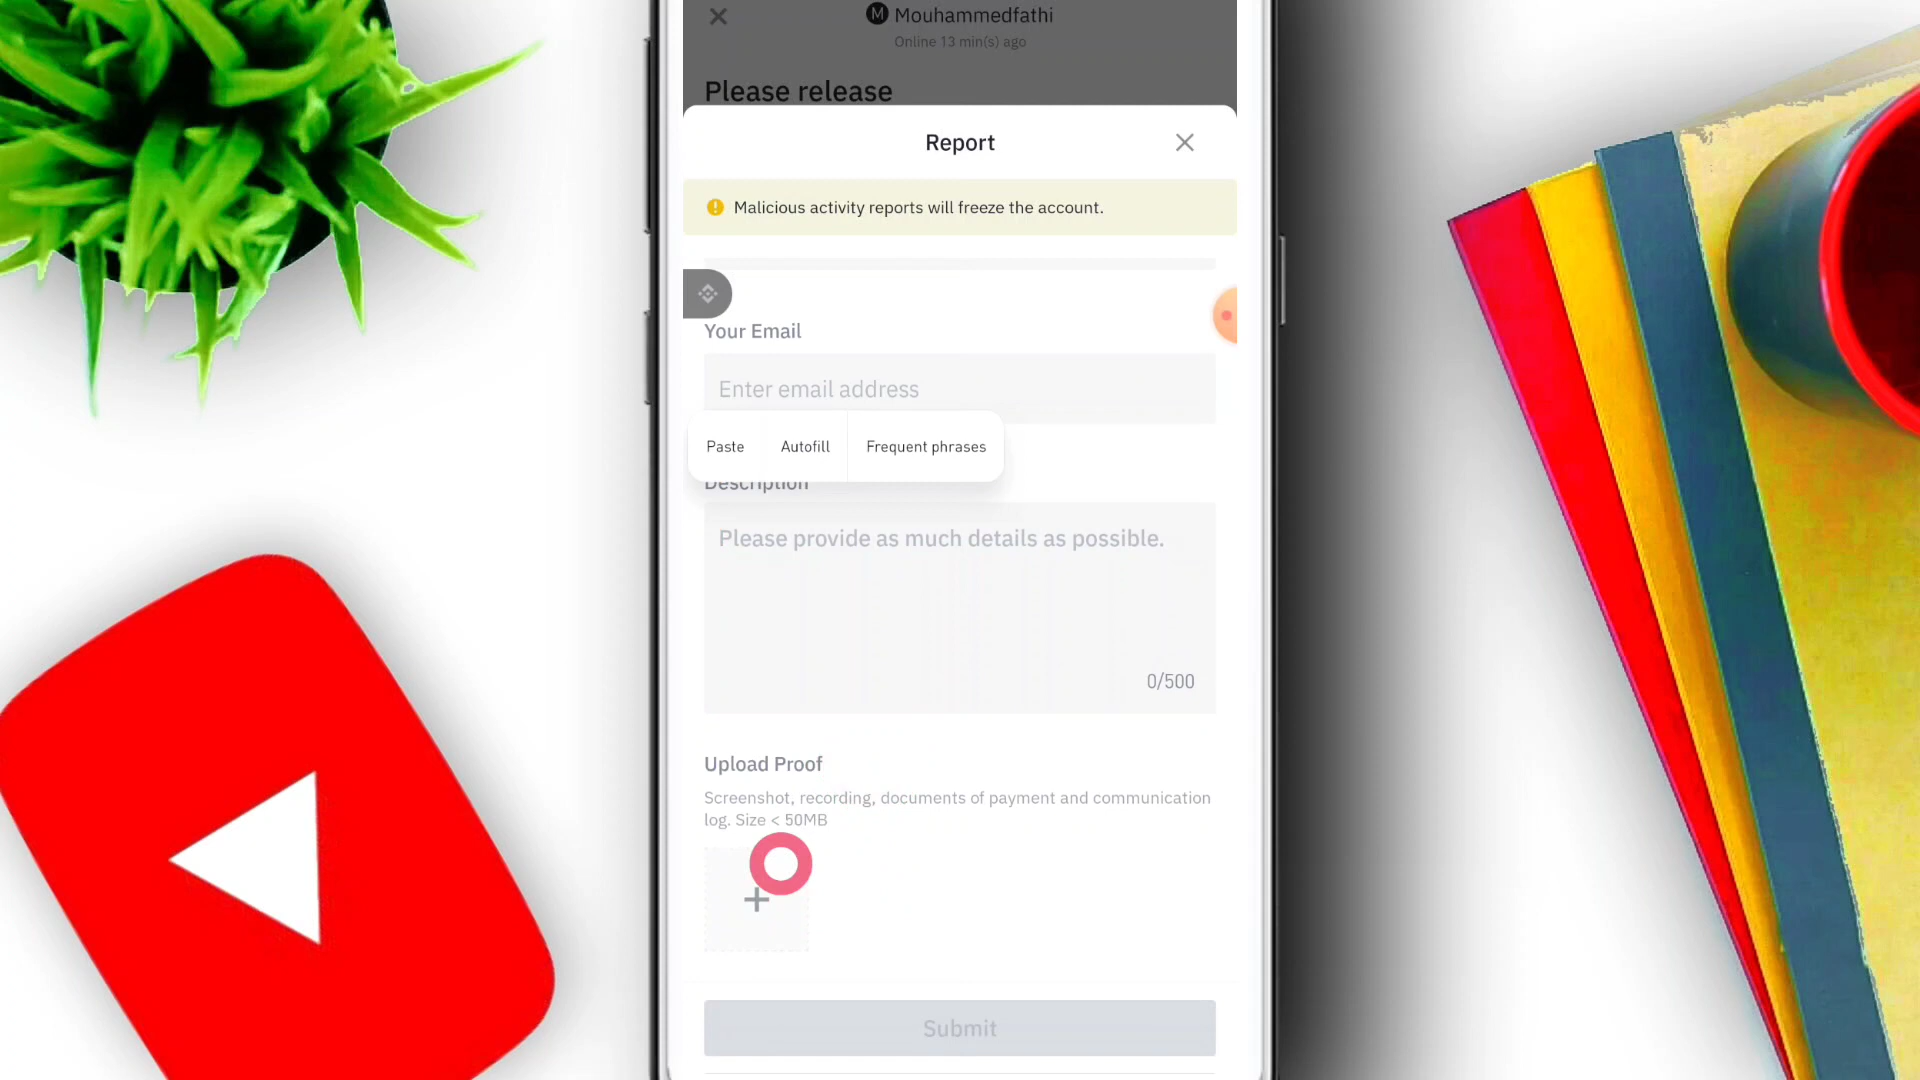 M Mouhammedfathi
Online 13 min(s) ago
Please release
Report
Malicious activity reports will freeze the account.
Your Email
Enter email address
Paste Autofill Frequent phrases
Description
Please provide as much details as possible.
0/500
Upload Proof
Screenshot, recording, documents of payment and communication
log. Size < 50MB
Submit